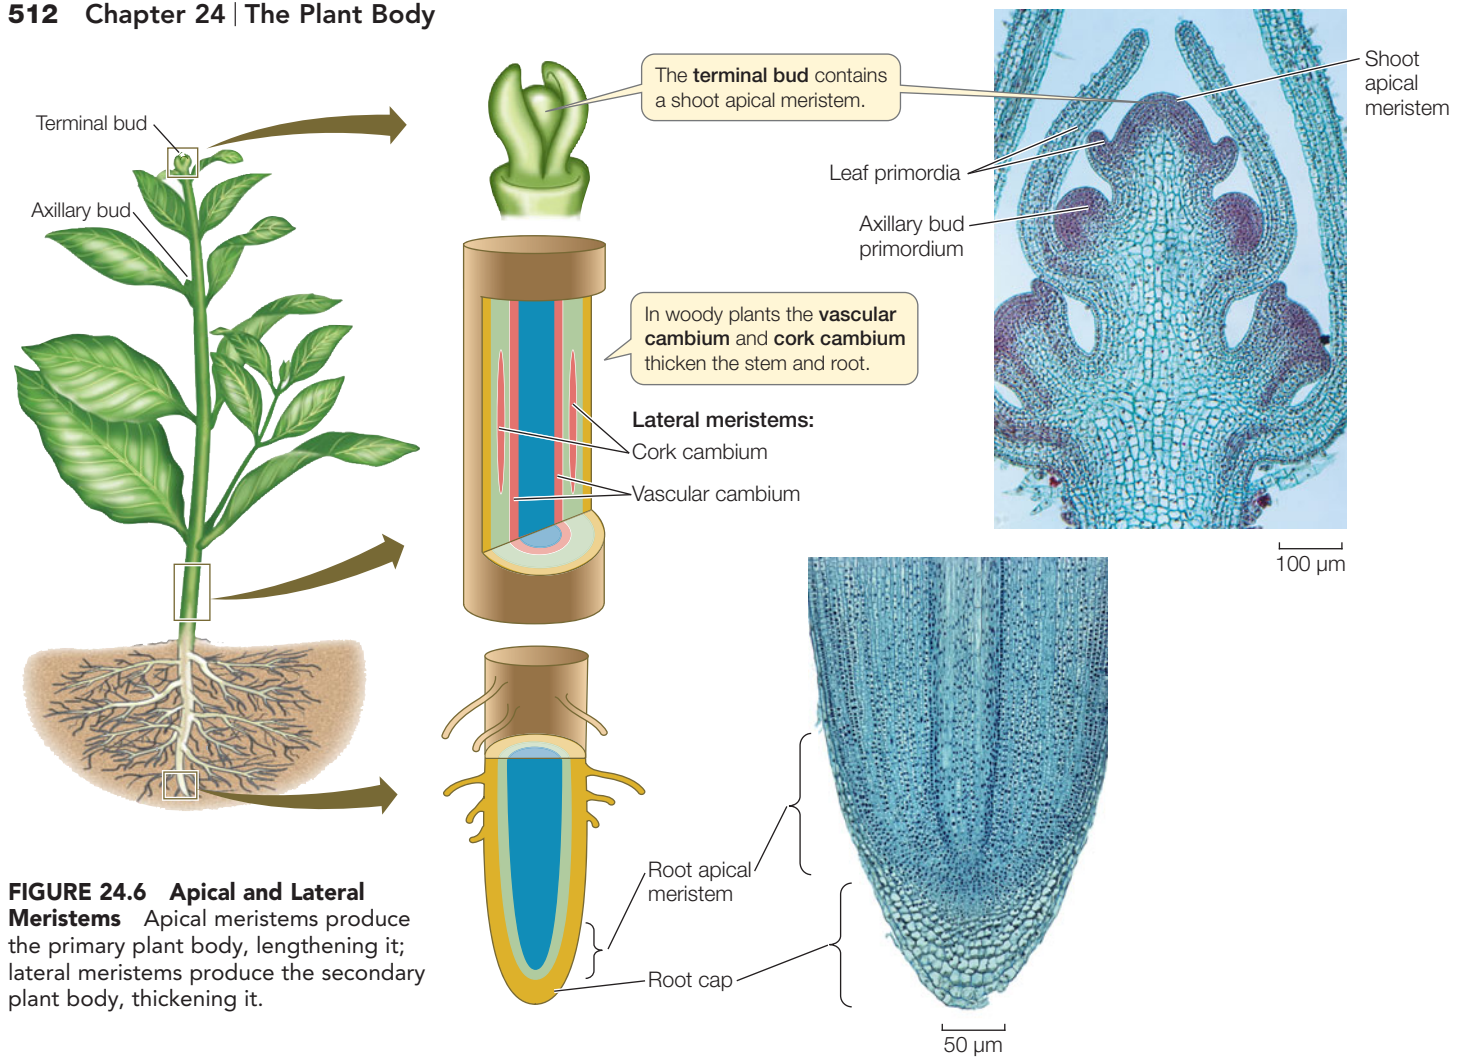 512 Chapter 24 | The Plant Body
Terminal bud
Axillary bud
The terminal bud contains
a shoot apical meristem.
Shoot
apical
meristem
Leaf primordia
Axillary bud
primordium
In woody plants the vascular
cambium and cork cambium
thicken the stem and root.
Lateral meristems:
Cork cambium
Vascular cambium
100 µm
Root apical
meristem
Root cap
50 µm
FIGURE 24.6 Apical and Lateral
Meristems Apical meristems produce
the primary plant body, lengthening it;
lateral meristems produce the secondary
plant body, thickening it.